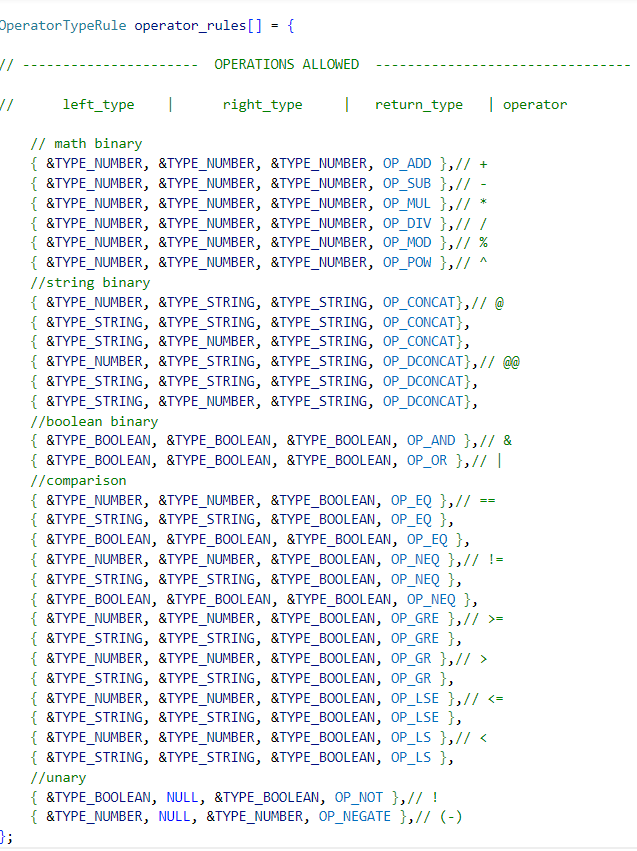 OperatorTypeRule operator_rules[] = {
// ---------------------- OPERATIONS ALLOWED --------------------------------
// left_type | right_type | return_type | operator
// math binary
{ &TYPE_NUMBER, &TYPE_NUMBER, &TYPE_NUMBER, OP_ADD },// +
{ &TYPE_NUMBER, &TYPE_NUMBER, &TYPE_NUMBER, OP_SUB },// -
{ &TYPE_NUMBER, &TYPE_NUMBER, &TYPE_NUMBER, OP_MUL },// *
{ &TYPE_NUMBER, &TYPE_NUMBER, &TYPE_NUMBER, OP_DIV },// /
{ &TYPE_NUMBER, &TYPE_NUMBER, &TYPE_NUMBER, OP_MOD },// %
{ &TYPE_NUMBER, &TYPE_NUMBER, &TYPE_NUMBER, OP_POW },// ^
//string binary
{ &TYPE_NUMBER, &TYPE_STRING, &TYPE_STRING, OP_CONCAT},// @
{ &TYPE_STRING, &TYPE_STRING, &TYPE_STRING, OP_CONCAT},
{ &TYPE_STRING, &TYPE_NUMBER, &TYPE_STRING, OP_CONCAT},
{ &TYPE_NUMBER, &TYPE_STRING, &TYPE_STRING, OP_DCONCAT},// @@
{ &TYPE_STRING, &TYPE_STRING, &TYPE_STRING, OP_DCONCAT},
{ &TYPE_STRING, &TYPE_NUMBER, &TYPE_STRING, OP_DCONCAT},
//boolean binary
{ &TYPE_BOOLEAN, &TYPE_BOOLEAN, &TYPE_BOOLEAN, OP_AND },// &
{ &TYPE_BOOLEAN, &TYPE_BOOLEAN, &TYPE_BOOLEAN, OP_OR },// |
//comparison
{ &TYPE_NUMBER, &TYPE_NUMBER, &TYPE_BOOLEAN, OP_EQ },// ==
{ &TYPE_STRING, &TYPE_STRING, &TYPE_BOOLEAN, OP_EQ },
{ &TYPE_BOOLEAN, &TYPE_BOOLEAN, &TYPE_BOOLEAN, OP_EQ },
{ &TYPE_NUMBER, &TYPE_NUMBER, &TYPE_BOOLEAN, OP_NEQ },// !=
{ &TYPE_STRING, &TYPE_STRING, &TYPE_BOOLEAN, OP_NEQ },
{ &TYPE_BOOLEAN, &TYPE_BOOLEAN, &TYPE_BOOLEAN, OP_NEQ },
{ &TYPE_NUMBER, &TYPE_NUMBER, &TYPE_BOOLEAN, OP_GRE },// >=
{ &TYPE_STRING, &TYPE_STRING, &TYPE_BOOLEAN, OP_GRE },
{ &TYPE_NUMBER, &TYPE_NUMBER, &TYPE_BOOLEAN, OP_GR },// >
{ &TYPE_STRING, &TYPE_STRING, &TYPE_BOOLEAN, OP_GR },
{ &TYPE_NUMBER, &TYPE_NUMBER, &TYPE_BOOLEAN, OP_LSE },// <=
{ &TYPE_STRING, &TYPE_STRING, &TYPE_BOOLEAN, OP_LSE },
{ &TYPE_NUMBER, &TYPE_NUMBER, &TYPE_BOOLEAN, OP_LS },// <
{ &TYPE_STRING, &TYPE_STRING, &TYPE_BOOLEAN, OP_LS },
//unary
{ &TYPE_BOOLEAN, NULL, &TYPE_BOOLEAN, OP_NOT },// !
{ &TYPE_NUMBER, NULL, &TYPE_NUMBER, OP_NEGATE },// (-)
};